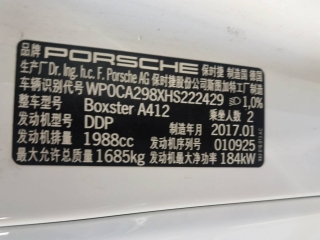 品牌 PORSCHE 保时捷 制造国 德国
生产厂 Dr. Ing. h.c. F. Porsche AG 保时捷股份公司斯图加特工厂制造
车辆识别代号 WP0CA298XHS222429 1,0%
整车型号 Boxster A412 乘坐人数 2
发动机型号 DDP 制造年月 2017.01
发动机排量 1988cc 发动机序列号 010925
最大允许总质量 1685kg 发动机最大净功率 184kW